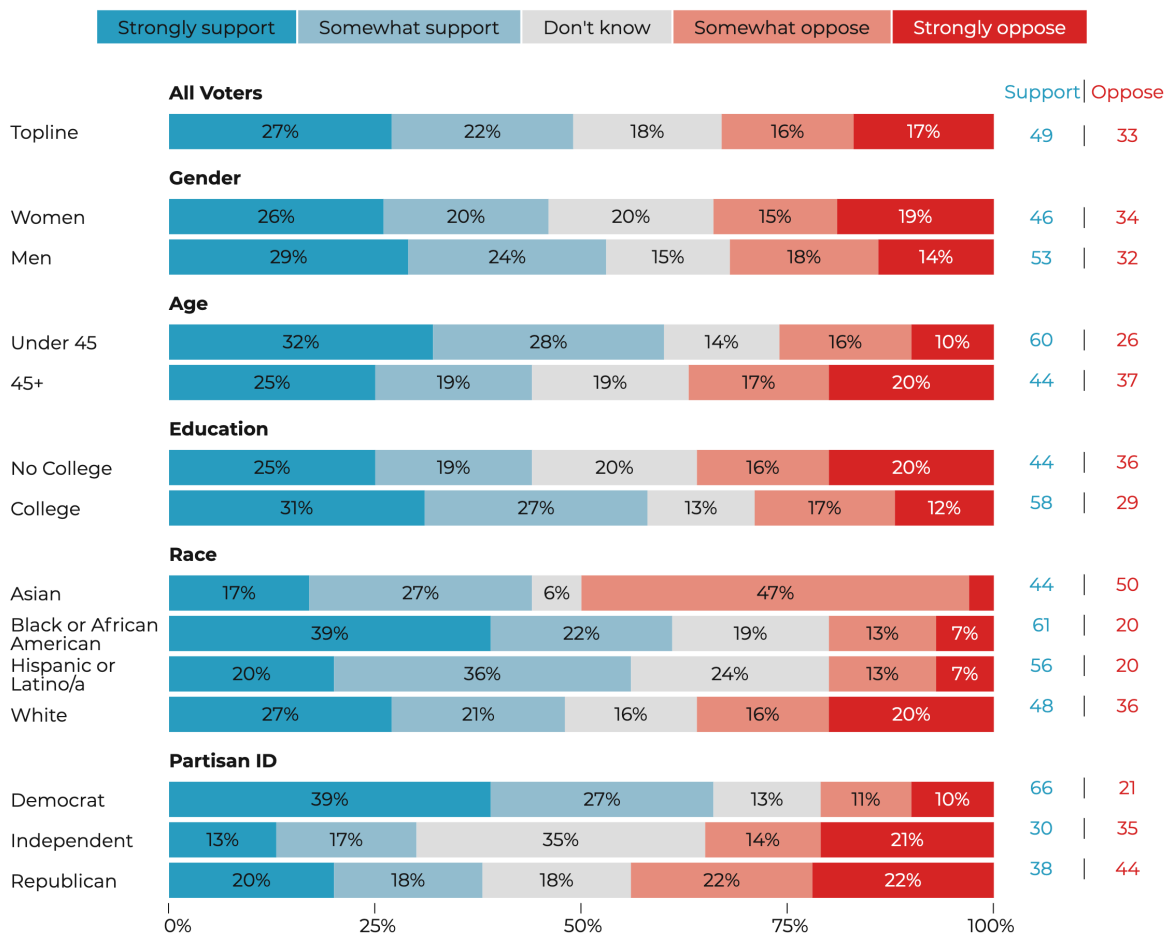 Strongly support Somewhat support Don't know Somewhat oppose Strongly oppose
All Voters Support | Oppose
Topline 27% 22% 18% 16% 17% 49 | 33
Gender
Women 26% 20% 20% 15% 19% 46 | 34
Men 29% 24% 15% 18% 14% 53 | 32
Age
Under 45 32% 28% 14% 16% 10% 60 | 26
45+ 25% 19% 19% 17% 20% 44 | 37
Education
No College 25% 19% 20% 16% 20% 44 | 36
College 31% 27% 13% 17% 12% 58 | 29
Race
Asian 17% 27% 6% 47% 44 | 50
Black or African
American 39% 22% 19% 13% 7% 61 | 20
Hispanic or
Latino/a 20% 36% 24% 13% 7% 56 | 20
White 27% 21% 16% 16% 20% 48 | 36
Partisan ID
Democrat 39% 27% 13% 11% 10% 66 | 21
Independent 13% 17% 35% 14% 21% 30 | 35
Republican 20% 18% 18% 22% 22% 38 | 44
0% 25% 50% 75% 100%